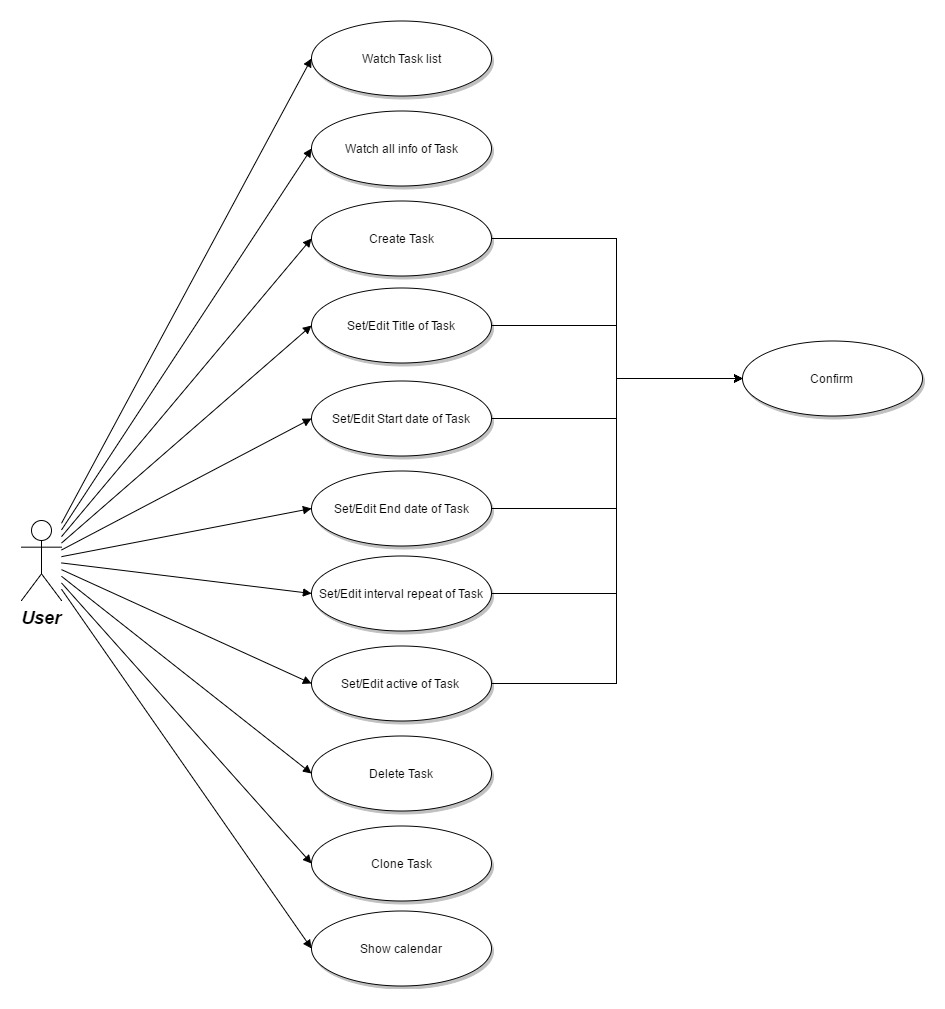 Watch Task list
Watch all info of Task
Create Task
Set/Edit Title of Task
Confirm
Set/Edit Start date of Task
Set/Edit End date of Task
Set/Edit interval repeat of Task
User
Set/Edit active of Task
Delete Task
Clone Task
Show calendar